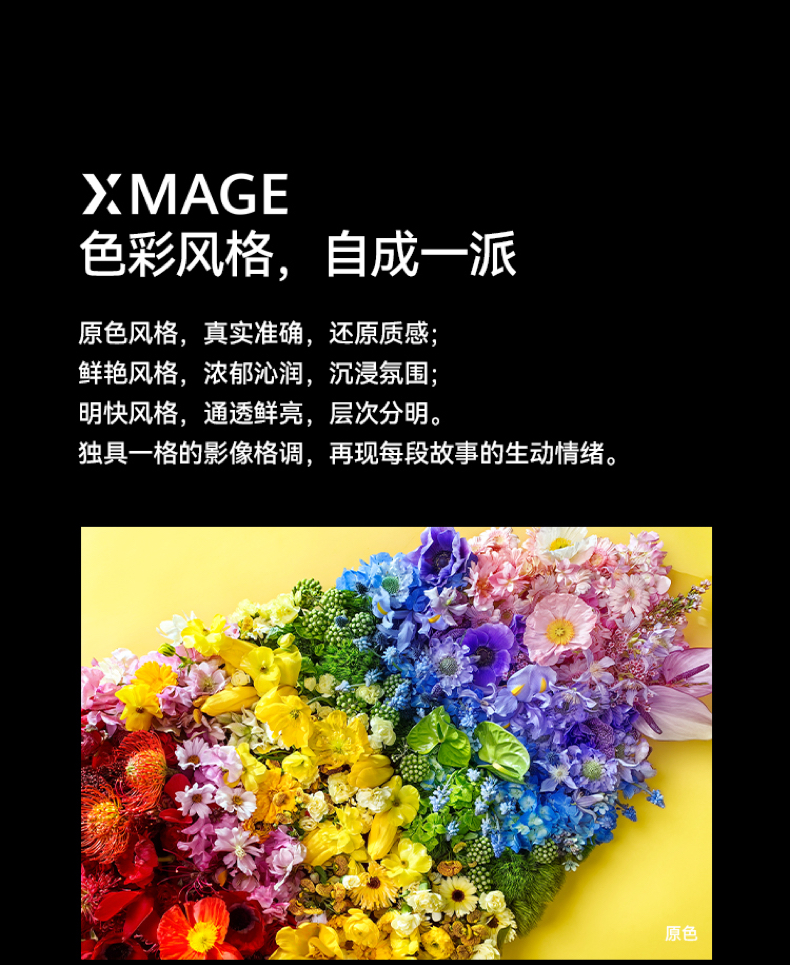 XMAGE
色彩风格，自成一派
原色风格，真实准确，还原质感；
鲜艳风格，浓郁沁润，沉浸氛围；
明快风格，通透鲜亮，层次分明。
独具一格的影像格调，再现每段故事的生动情绪。
原色